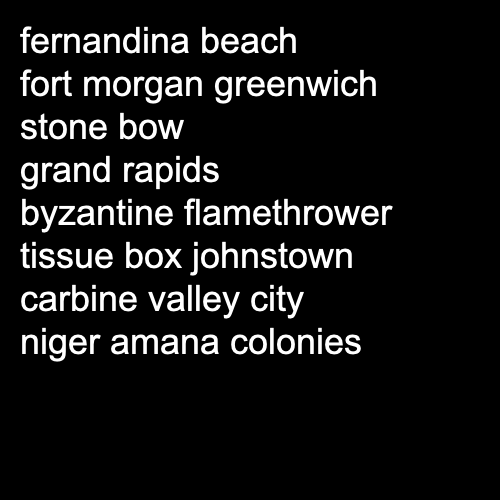 fernandina beach
fort morgan greenwich
stone bow
grand rapids
byzantine flamethrower
tissue box johnstown
carbine valley city
niger amana colonies